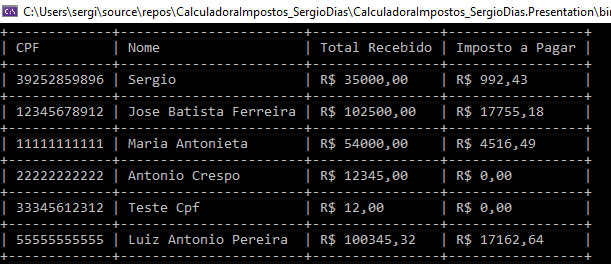 C:\Users\sergi\source\repos\CalculadoraImpostos_SergioDias\CalculadoraImpostos_SergioDias.Presentation\bin
| CPF | Nome | Total Recebido | Imposto a Pagar |
| 39252859896 | Sergio | R$ 35000,00 | R$ 992,43 |
| 12345678912 | Jose Batista Ferreira | R$ 102500,00 | R$ 17755,18 |
| 11111111111 | Maria Antonieta | R$ 54000,00 | R$ 4516,49 |
| 22222222222 | Antonio Crespo | R$ 12345,00 | R$ 0,00 |
| 33345612312 | Teste Cpf | R$ 12,00 | R$ 0,00 |
| 55555555555 | Luiz Antonio Pereira | R$ 100345,32 | R$ 17162,64 |